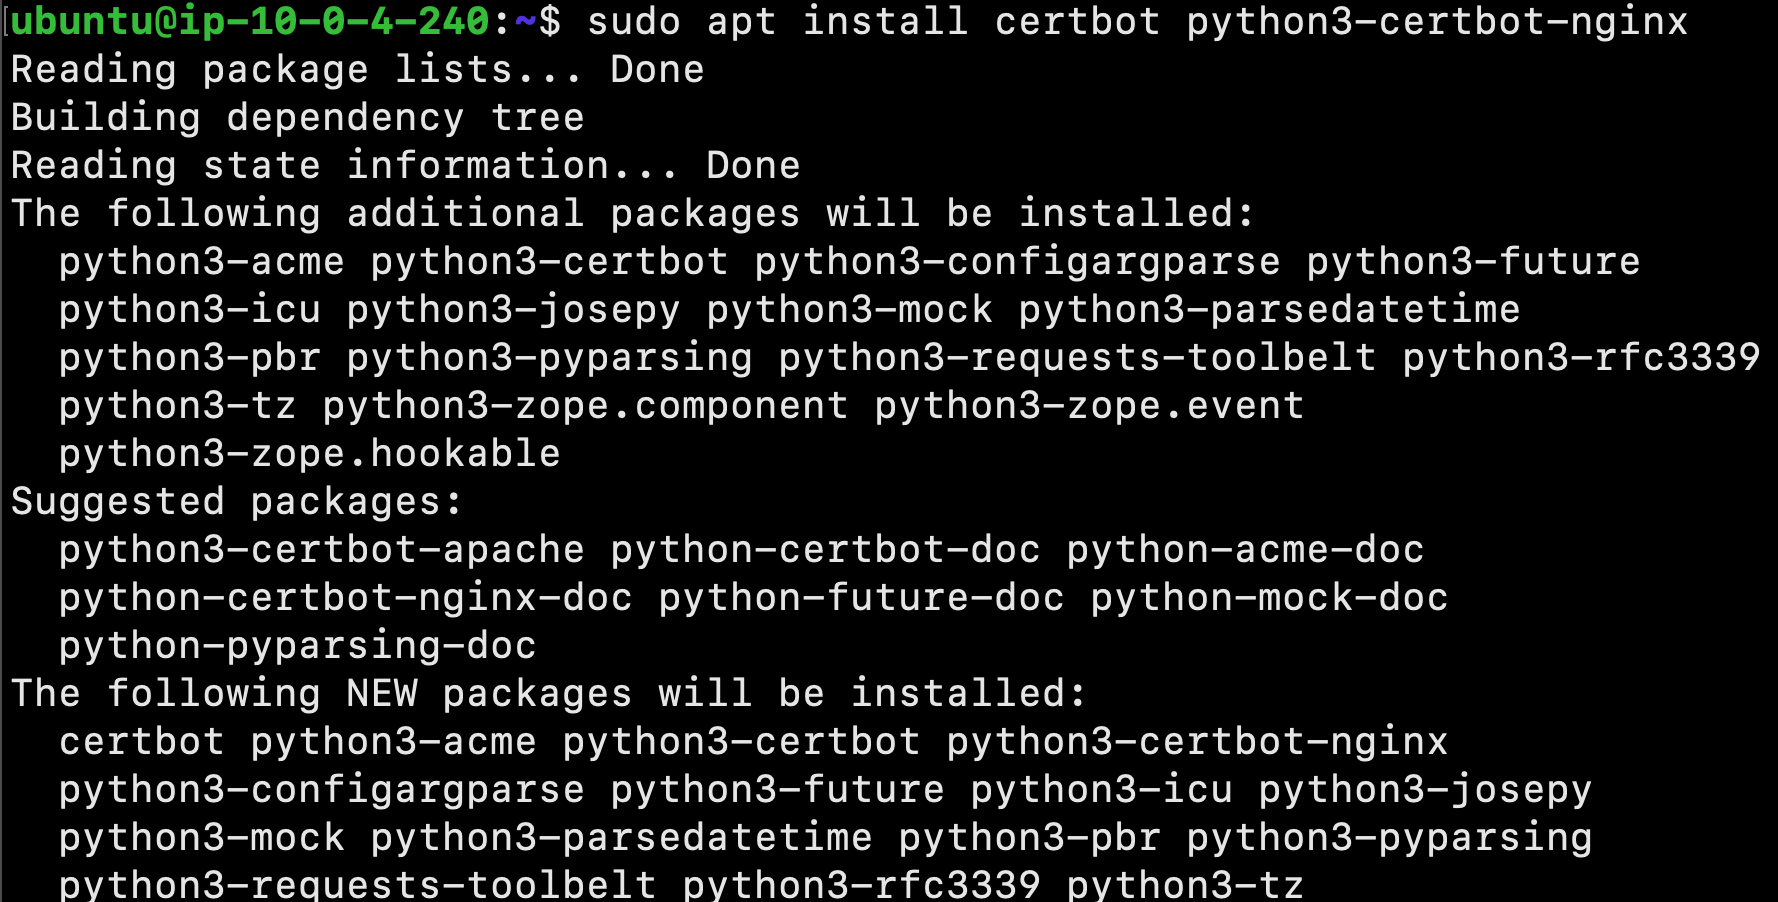 [ubuntu@ip-10-0-4-240:~$ sudo apt install certbot python3-certbot-nginx
Reading package lists... Done
Building dependency tree
Reading state information... Done
The following additional packages will be installed:
  python3-acme python3-certbot python3-configargparse python3-future
  python3-icu python3-josepy python3-mock python3-parsedatetime
  python3-pbr python3-pyparsing python3-requests-toolbelt python3-rfc3339
  python3-tz python3-zope.component python3-zope.event
  python3-zope.hookable
Suggested packages:
  python3-certbot-apache python-certbot-doc python-acme-doc
  python-certbot-nginx-doc python-future-doc python-mock-doc
  python-pyparsing-doc
The following NEW packages will be installed:
  certbot python3-acme python3-certbot python3-certbot-nginx
  python3-configargparse python3-future python3-icu python3-josepy
  python3-mock python3-parsedatetime python3-pbr python3-pyparsing
  python3-requests-toolbelt python3-rfc3339 python3-tz